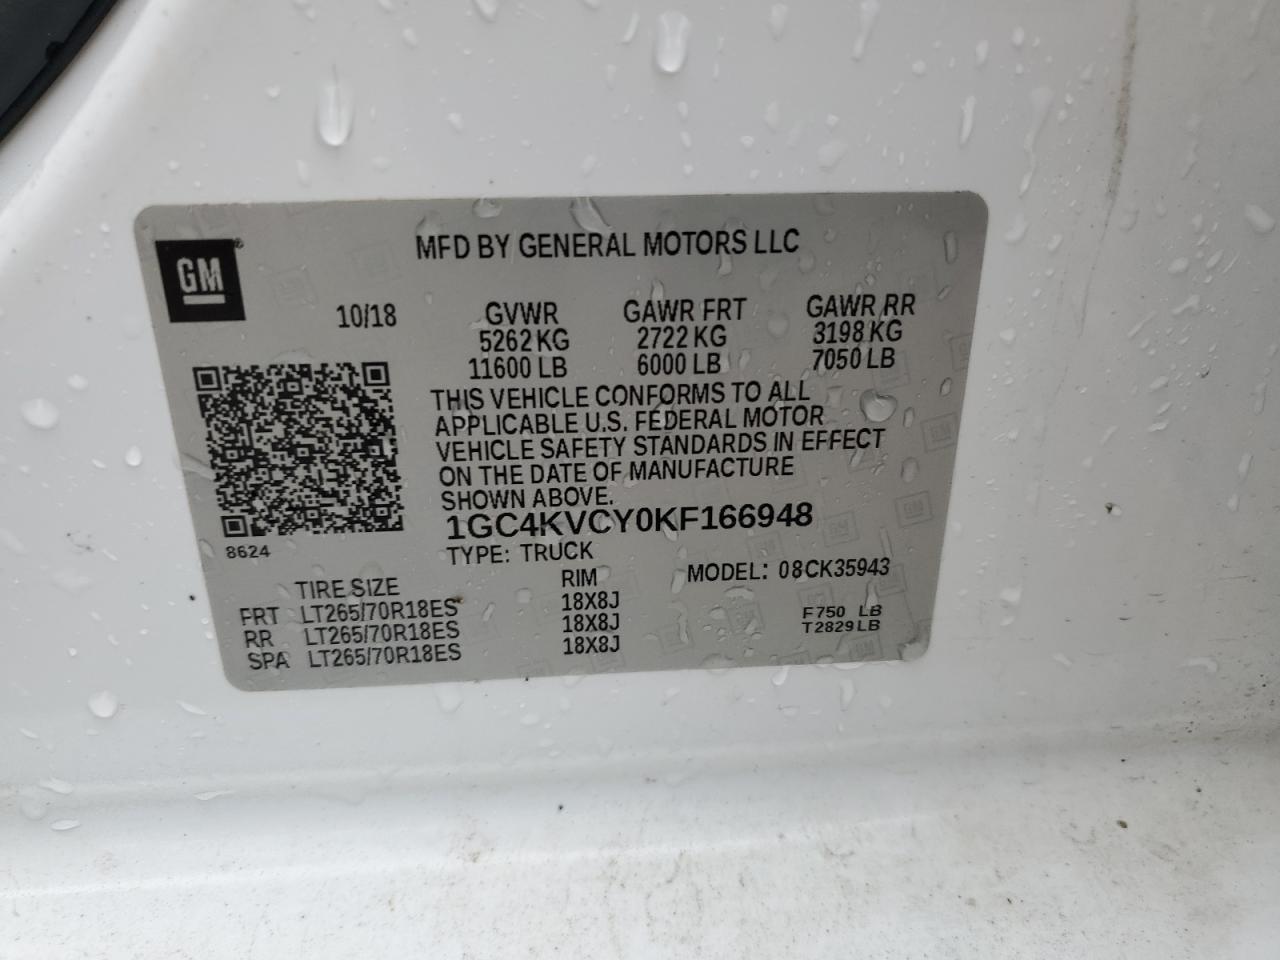 GM
MFD BY GENERAL MOTORS LLC
10/18 GVWR GAWR FRT GAWR RR
5262 KG 2722 KG 3198 KG
11600 LB 6000 LB 7050 LB
THIS VEHICLE CONFORMS TO ALL
APPLICABLE U.S. FEDERAL MOTOR
VEHICLE SAFETY STANDARDS IN EFFECT
ON THE DATE OF MANUFACTURE
SHOWN ABOVE.
1GC4KVCY0KF166948
8624
TYPE: TRUCK
MODEL: 08CK35943
TIRE SIZE RIM
FRT LT265/70R18ES 18X8J
RR LT265/70R18ES 18X8J
SPA LT265/70R18ES 18X8J
F750 LB
T2829LB